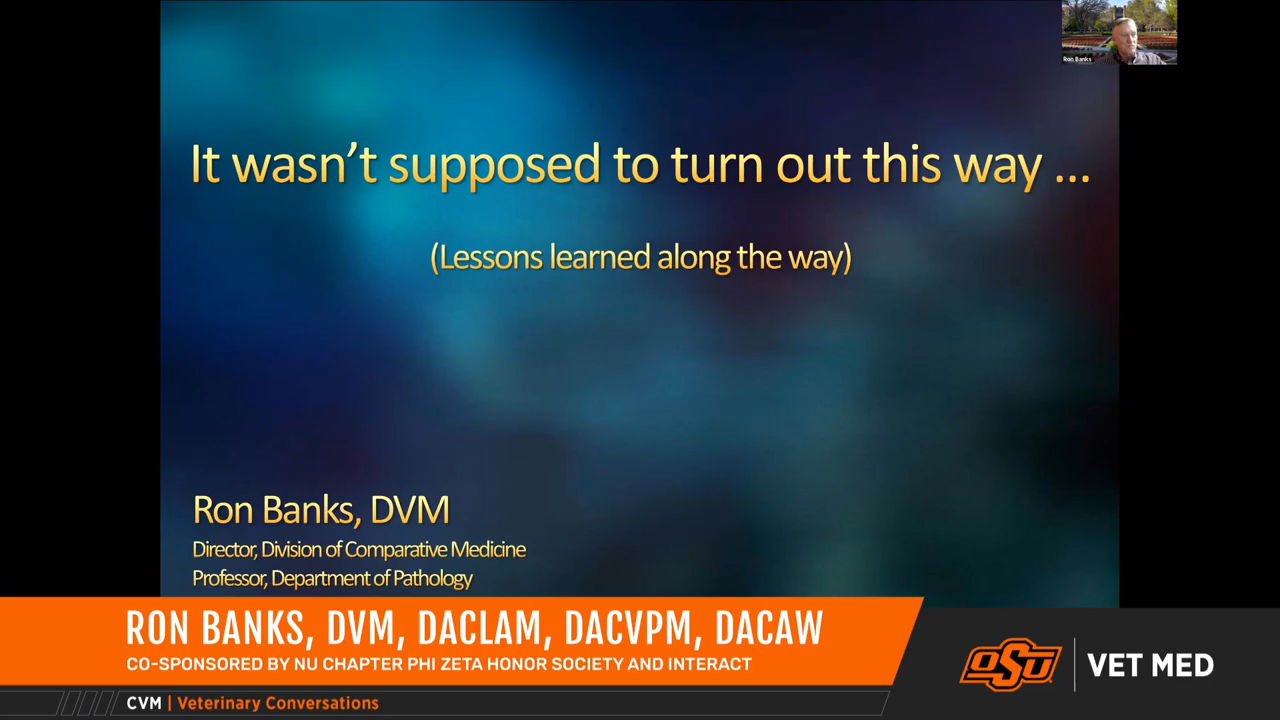 Ron Banks
It wasn’t supposed to turn out this way ...
(Lessons learned along the way)
Ron Banks, DVM
Director, Division of Comparative Medicine
Professor, Department of Pathology
RON BANKS, DVM, DACLAM, DACVPM, DACAW
CO-SPONSORED BY NU CHAPTER PHI ZETA HONOR SOCIETY AND INTERACT
OSU | VET MED
CVM | Veterinary Conversations